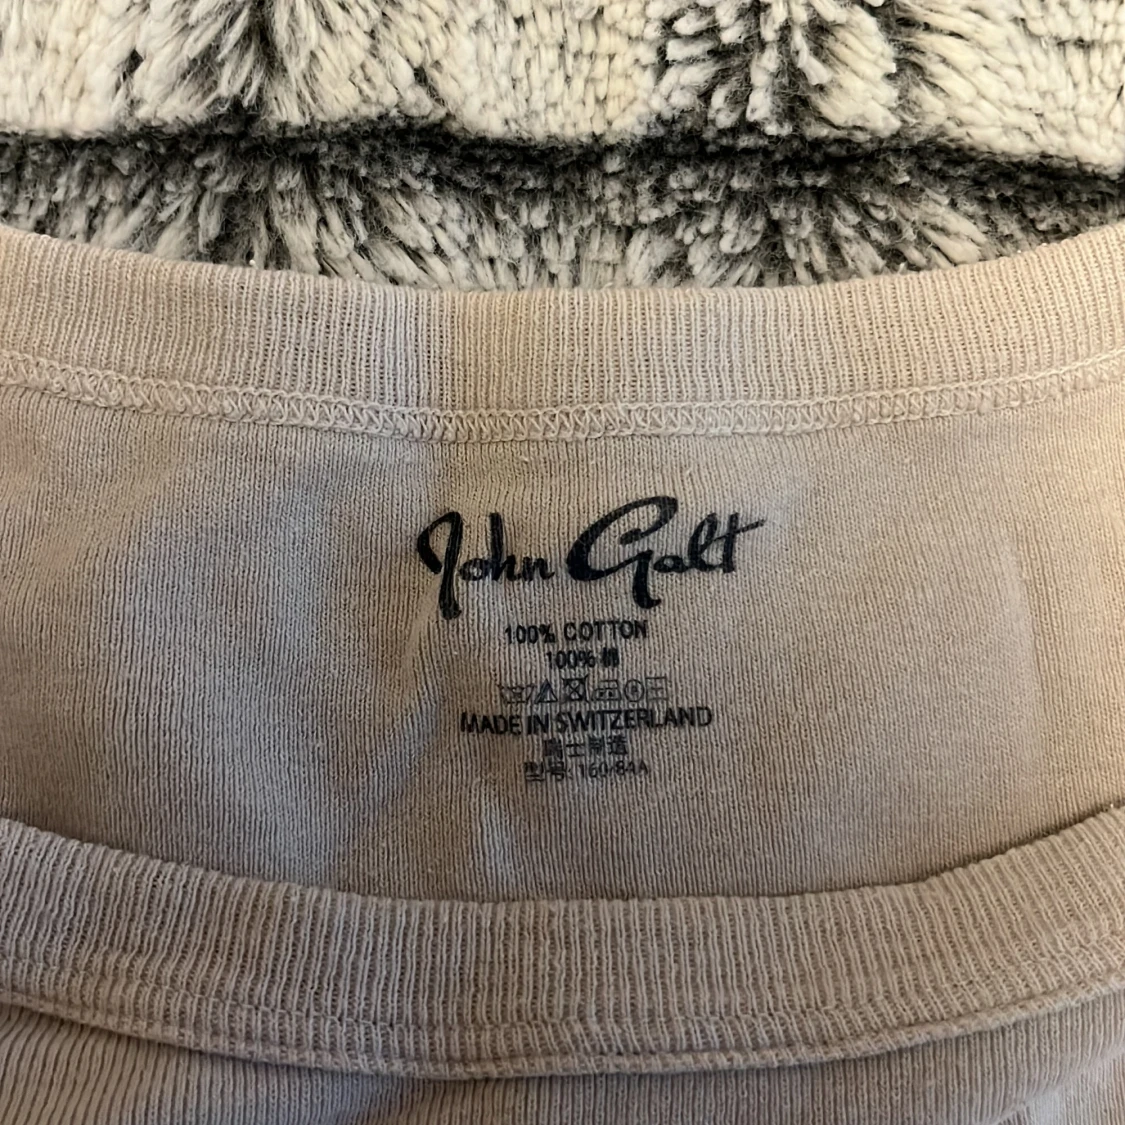 John Galt
100% COTTON
100% 棉
MADE IN SWITZERLAND
瑞士制造
型号: 160/84A